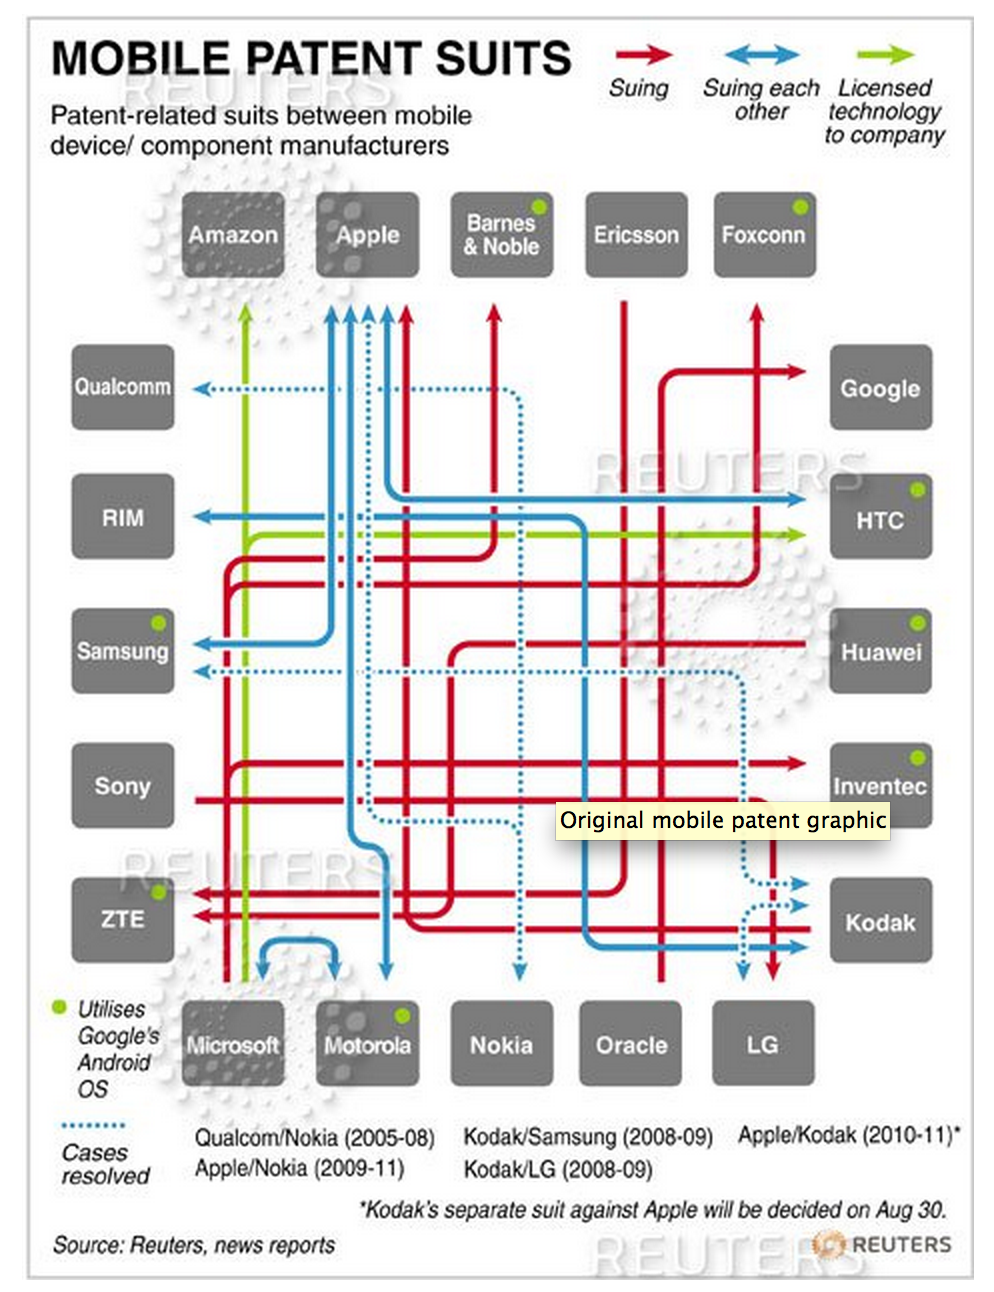 MOBILE PATENT SUITS
Patent-related suits between mobile
device/ component manufacturers
Suing
Suing each
other
Licensed
technology
to company
REUTERS
Amazon
Apple
Barnes
& Noble
Ericsson
Foxconn
Qualcomm
Google
REUTERS
RIM
HTC
Samsung
Huawei
Sony
Inventec
Original mobile patent graphic
REUTERS
ZTE
Kodak
Microsoft
Motorola
Nokia
Oracle
LG
Utilises
Google's
Android
OS
Cases
resolved
Qualcom/Nokia (2005-08)
Apple/Nokia (2009-11)
Kodak/Samsung (2008-09)
Kodak/LG (2008-09)
Apple/Kodak (2010-11)*
*Kodak's separate suit against Apple will be decided on Aug 30.
Source: Reuters, news reports
REUTERS
REUTERS